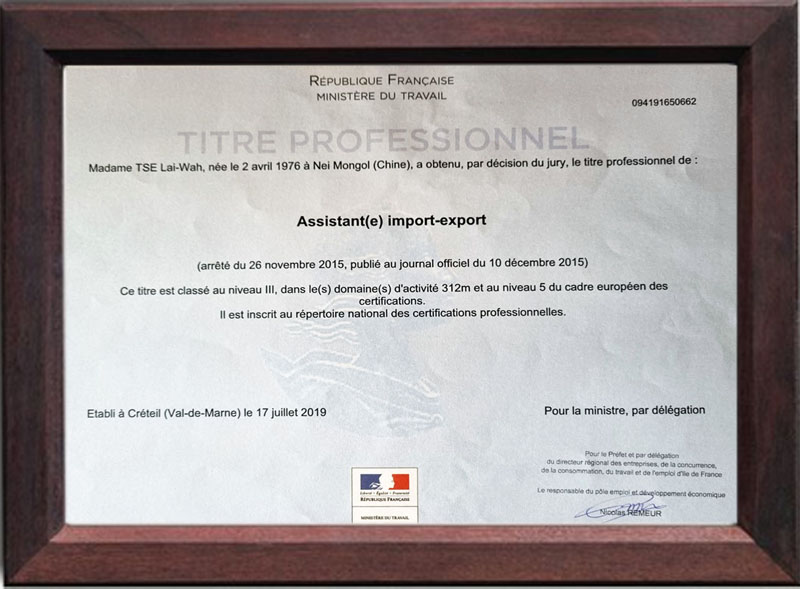 RÉPUBLIQUE FRANÇAISE
MINISTÈRE DU TRAVAIL
094191650662
TITRE PROFESSIONNEL
Madame TSE Lai-Wah, née le 2 avril 1976 à Nei Mongol (Chine), a obtenu, par décision du jury, le titre professionnel de :
Assistant(e) import-export
(arrêté du 26 novembre 2015, publié au journal officiel du 10 décembre 2015)
Ce titre est classé au niveau III, dans le(s) domaine(s) d'activité 312m et au niveau 5 du cadre européen des
certifications.
Il est inscrit au répertoire national des certifications professionnelles.
Etabli à Créteil (Val-de-Marne) le 17 juillet 2019
Pour la ministre, par délégation
Pour le Préfet et par délégation
du directeur régional des entreprises, de la concurrence,
de la consommation, du travail et de l'emploi d'Ile de France
Le responsable du pôle emploi et développement économique
Nicolas REMEUR
Liberté • Égalité • Fraternité
RÉPUBLIQUE FRANÇAISE
MINISTÈRE DU TRAVAIL